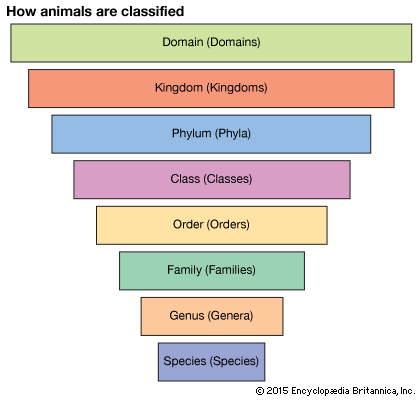 How animals are classified
Domain (Domains)
Kingdom (Kingdoms)
Phylum (Phyla)
Class (Classes)
Order (Orders)
Family (Families)
Genus (Genera)
Species (Species)
© 2015 Encyclopædia Britannica, Inc.